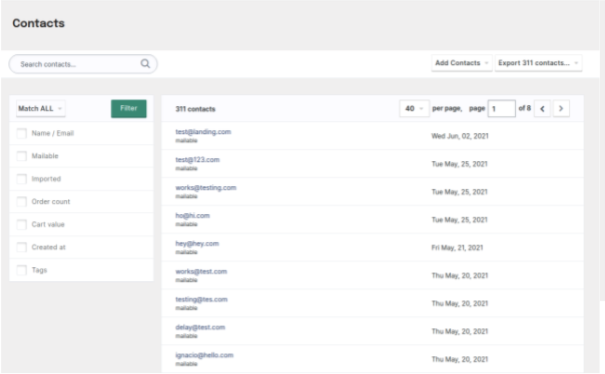 Contacts
Search contacts...
Add Contacts
Export 311 contacts...
Match ALL
Filter
Name / Email
Mailable
Imported
Order count
Cart value
Created at
Tags
311 contacts
40 per page, page 1 of 8
test@landing.com
mailable
Wed Jun, 02, 2021
test@123.com
mailable
Tue May, 25, 2021
works@testing.com
mailable
Tue May, 25, 2021
ho@hi.com
mailable
Tue May, 25, 2021
hey@hey.com
mailable
Fri May, 21, 2021
works@test.com
mailable
Thu May, 20, 2021
testing@tes.com
mailable
Thu May, 20, 2021
delay@test.com
mailable
Thu May, 20, 2021
ignacio@hello.com
mailable
Thu May, 20, 2021